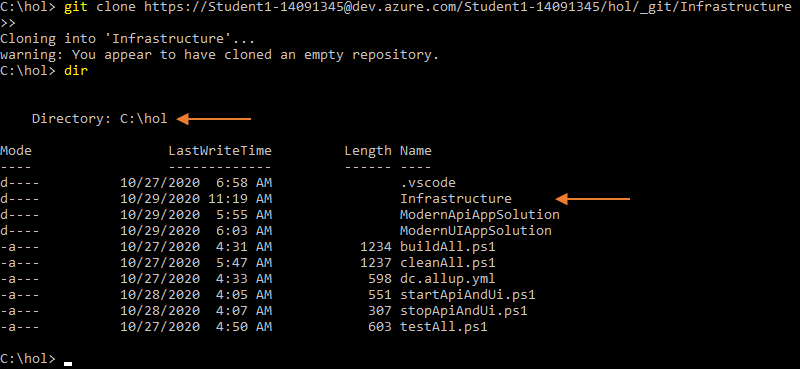 C:\hol> git clone https://Student1-14091345@dev.azure.com/Student1-14091345/hol/_git/Infrastructure
>>
Cloning into 'Infrastructure'...
warning: You appear to have cloned an empty repository.
C:\hol> dir
Directory: C:\hol
Mode LastWriteTime Length Name
---- ------------- ------ ----
d---- 10/27/2020 6:58 AM .vscode
d---- 10/29/2020 11:19 AM Infrastructure
d---- 10/29/2020 5:55 AM ModernApiAppSolution
d---- 10/29/2020 6:03 AM ModernUIAppSolution
-a--- 10/27/2020 4:31 AM 1234 buildAll.ps1
-a--- 10/27/2020 5:47 AM 1237 cleanAll.ps1
-a--- 10/27/2020 4:33 AM 598 dc.allup.yml
-a--- 10/28/2020 4:05 AM 551 startApiAndUi.ps1
-a--- 10/28/2020 4:07 AM 307 stopApiAndUi.ps1
-a--- 10/27/2020 4:50 AM 603 testAll.ps1
C:\hol>